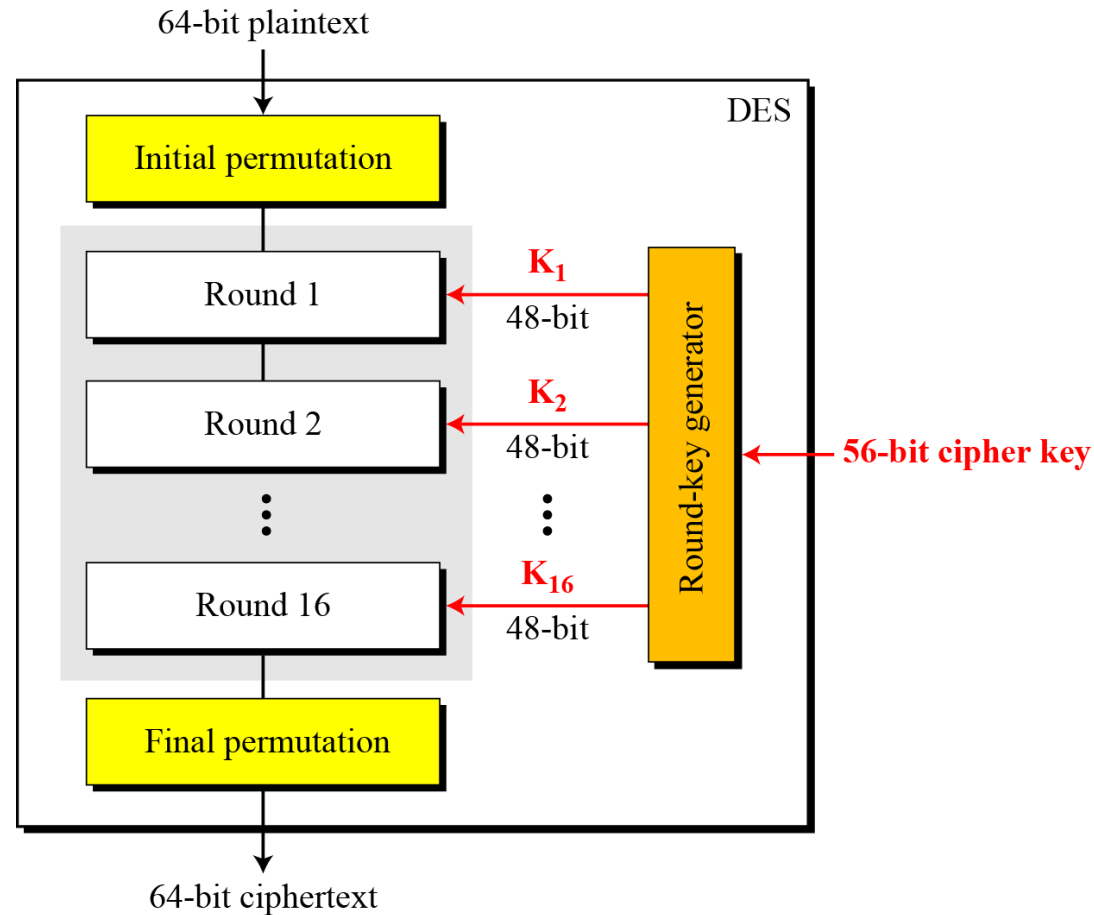 64-bit plaintext
DES
Initial permutation
Round 1
K₁
48-bit
Round 2
K₂
48-bit
Round-key generator
56-bit cipher key
Round 16
K₁₆
48-bit
Final permutation
64-bit ciphertext